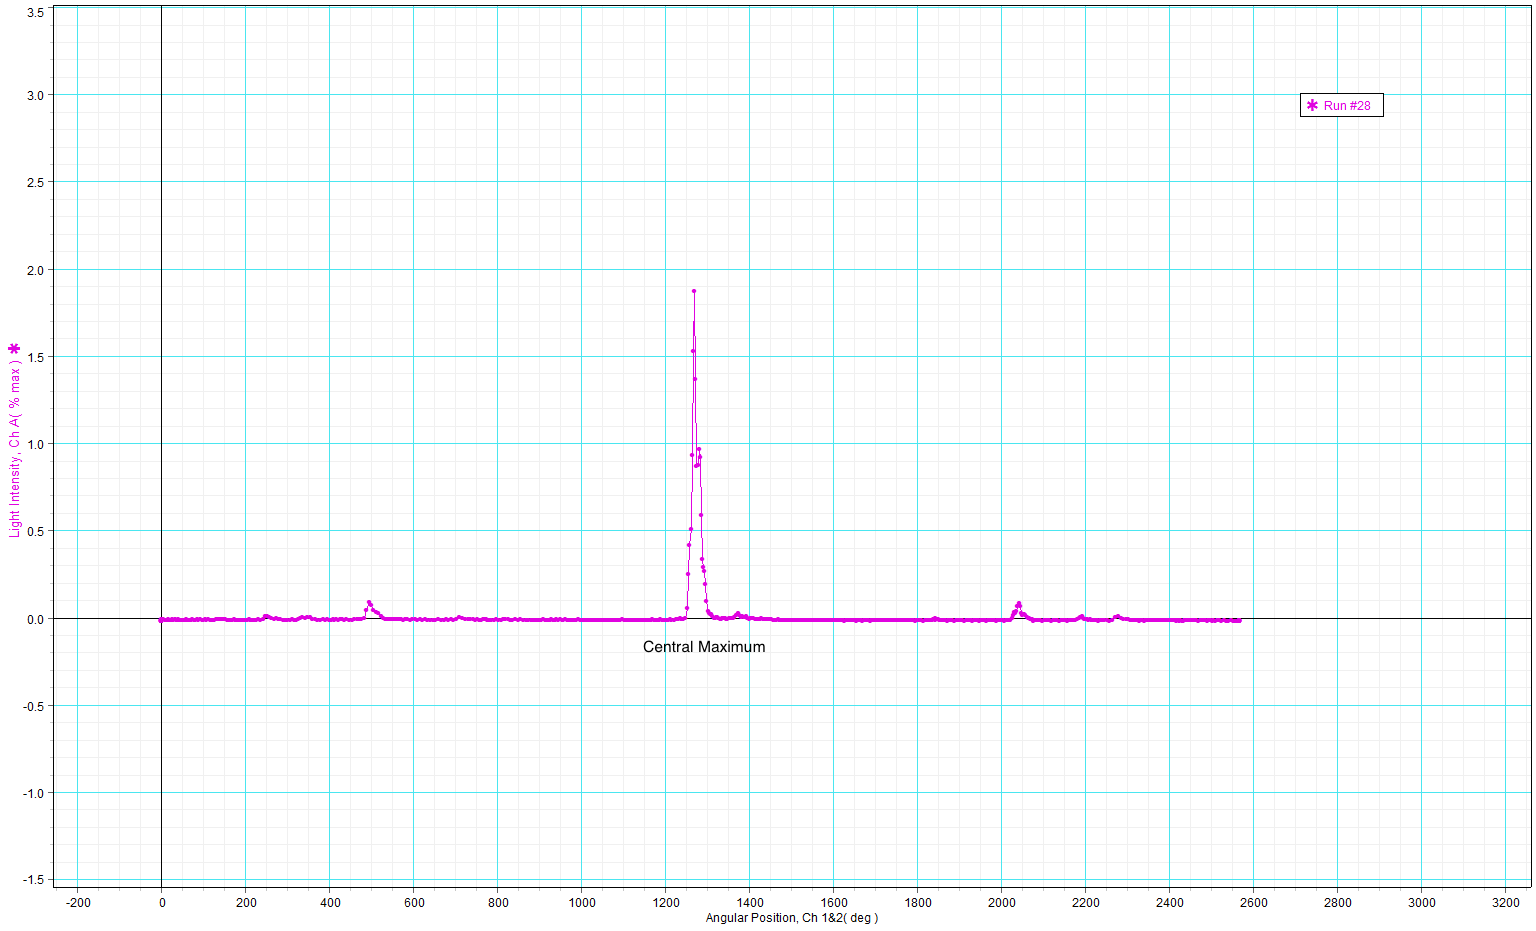 3.5
3.0
Run #28
2.5
2.0
1.5
1.0
0.5
0.0
-0.5
-1.0
-1.5
Light Intensity, Ch A( % max )
Central Maximum
-200 0 200 400 600 800 1000 1200 1400 1600 1800 2000 2200 2400 2600 2800 3000 3200
Angular Position, Ch 1&2( deg )